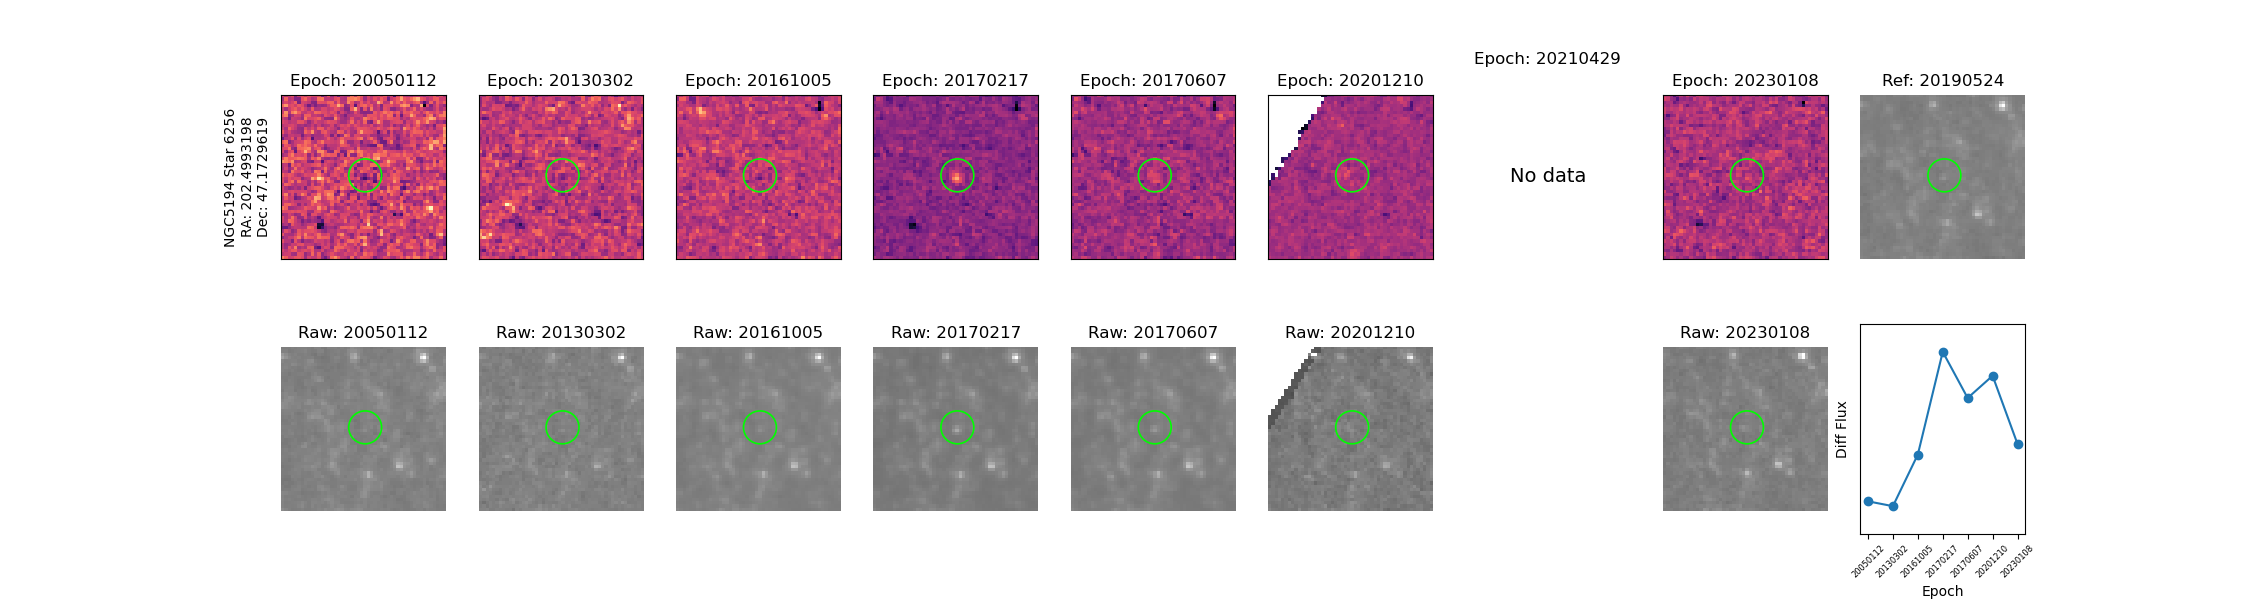 Epoch: 20210429
Epoch: 20050112
Epoch: 20130302
Epoch: 20161005
Epoch: 20170217
Epoch: 20170607
Epoch: 20201210
Epoch: 20230108
Ref: 20190524
NGC5194 Star 6256
RA: 202.4993198
Dec: 47.1729619
No data
Raw: 20050112
Raw: 20130302
Raw: 20161005
Raw: 20170217
Raw: 20170607
Raw: 20201210
Raw: 20230108
Diff Flux
20050112
20130302
20161005
20170217
20170607
20201210
20230108
Epoch